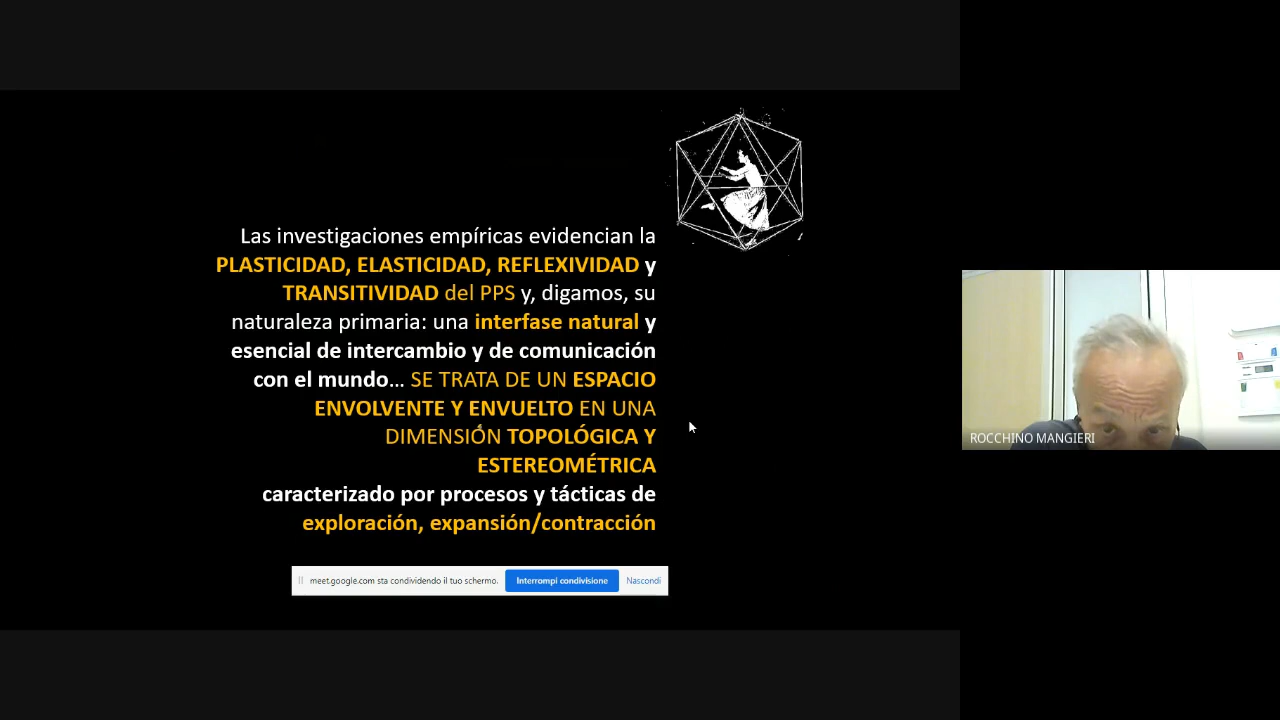 Las investigaciones empíricas evidencian la
PLASTICIDAD, ELASTICIDAD, REFLEXIVIDAD y
TRANSITIVIDAD del PPS y, digamos, su
naturaleza primaria: una interfase natural y
esencial de intercambio y de comunicación
con el mundo... SE TRATA DE UN ESPACIO
ENVOLVENTE Y ENVUELTO EN UNA
DIMENSIÓN TOPOLÓGICA Y
ESTEREOMÉTRICA
caracterizado por procesos y tácticas de
exploración, expansión/contracción
meet.google.com sta condividendo il tuo schermo. Interrompi condivisione Nascondi
ROCCHINO MANGIERI